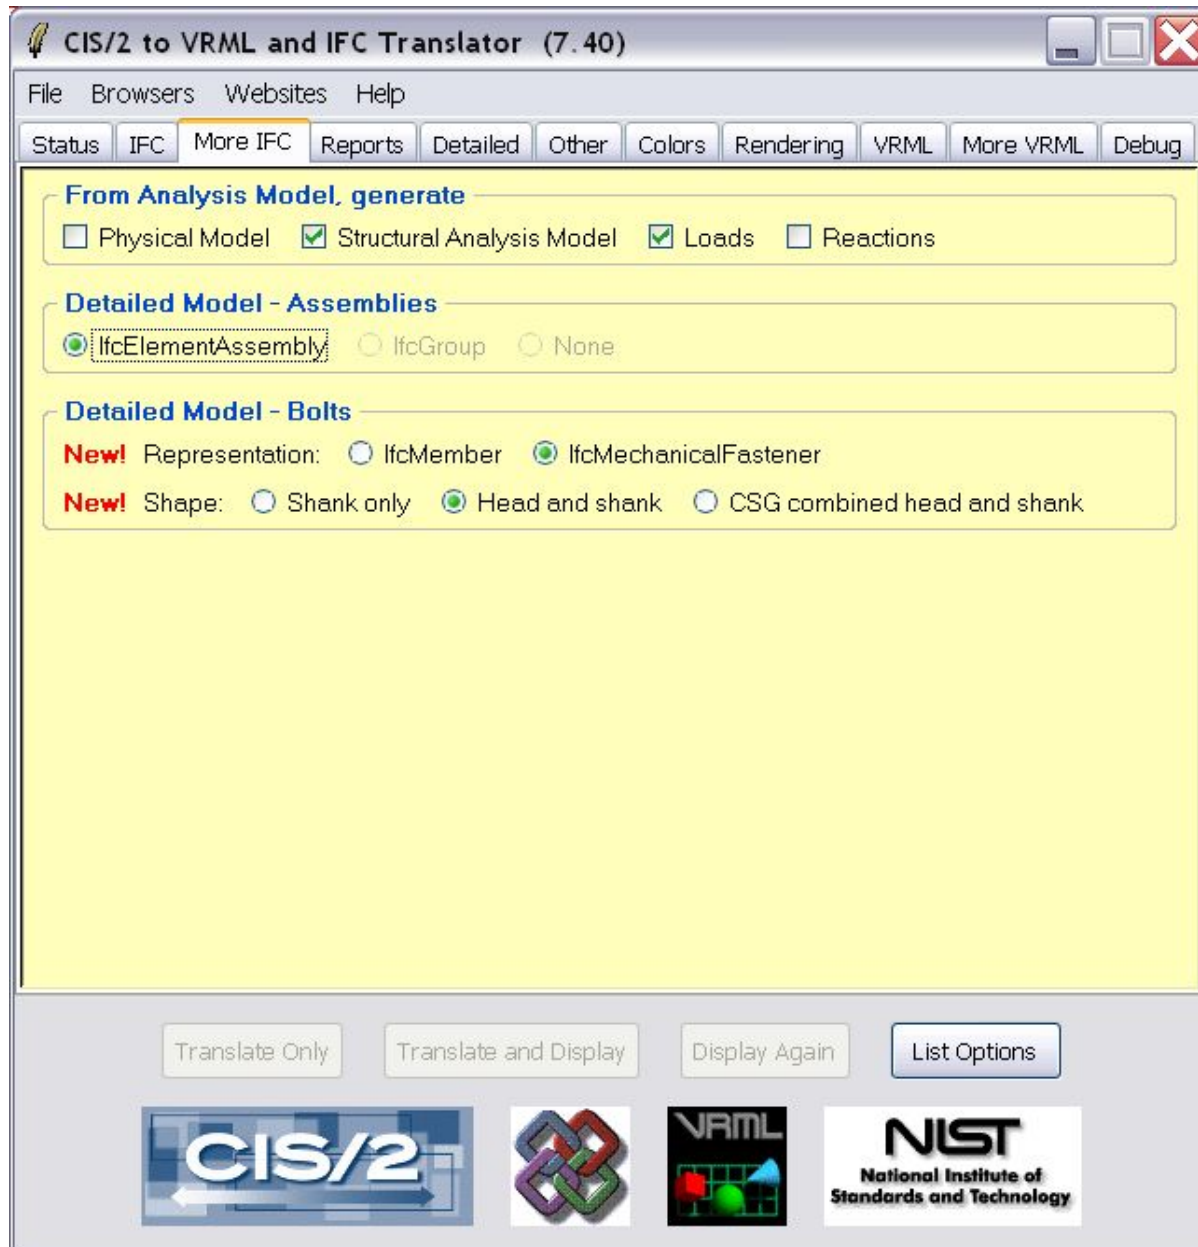 CIS/2 to VRML and IFC Translator (7.40)
File Browsers Websites Help
Status IFC More IFC Reports Detailed Other Colors Rendering VRML More VRML Debug
From Analysis Model, generate
Physical Model Structural Analysis Model Loads Reactions
Detailed Model - Assemblies
IfcElementAssembly IfcGroup None
Detailed Model - Bolts
New! Representation: IfcMember IfcMechanicalFastener
New! Shape: Shank only Head and shank CSG combined head and shank
Translate Only Translate and Display Display Again List Options
CIS/2 VRML NIST
National Institute of
Standards and Technology